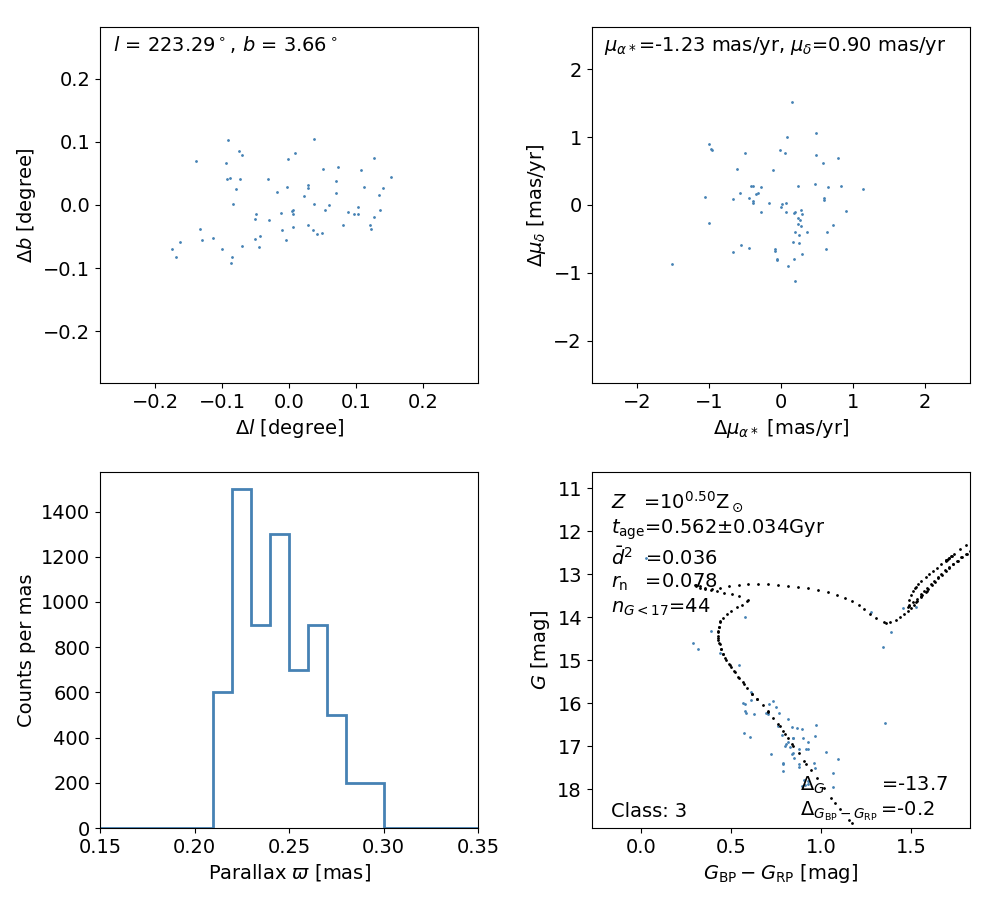 l = 223.29°, b = 3.66°
0.2
0.1
0.0
−0.1
−0.2
Δb [degree]
−0.2 −0.1 0.0 0.1 0.2
Δl [degree]
μα*=-1.23 mas/yr, μδ=0.90 mas/yr
2
1
0
−1
−2
Δμδ [mas/yr]
−2 −1 0 1 2
Δμα* [mas/yr]
1400
1200
1000
800
600
400
200
0
Counts per mas
0.15 0.20 0.25 0.30 0.35
Parallax ϖ [mas]
Z =10^0.50Z⊙
tage=0.562±0.034Gyr
d̄² =0.036
rn =0.078
nG<17=44
11
12
13
14
15
16
17
18
G [mag]
ΔG =-13.7
ΔGBP−GRP=-0.2
Class: 3
0.0 0.5 1.0 1.5
GBP − GRP [mag]